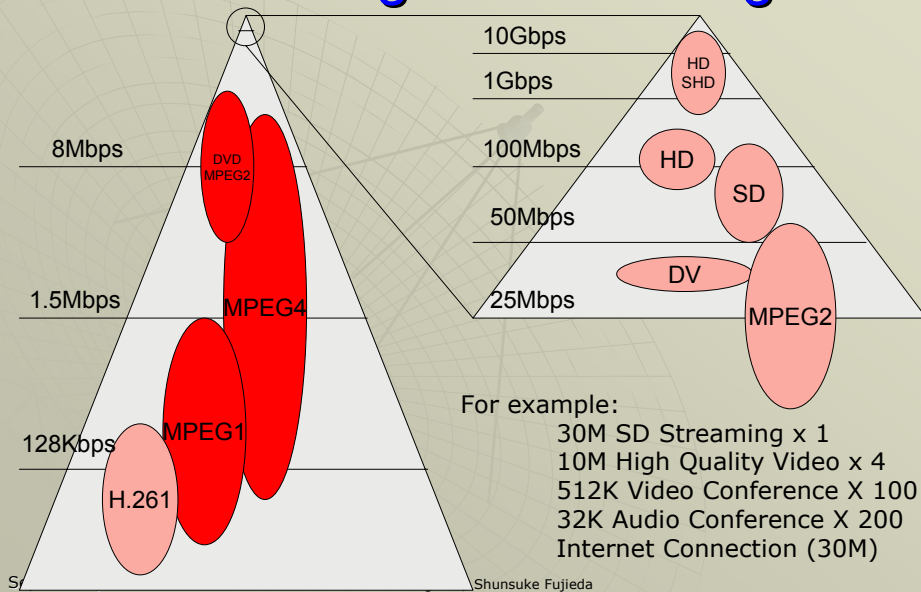 8Mbps
1.5Mbps
128Kbps
DVD
MPEG2
MPEG4
MPEG1
H.261
10Gbps
1Gbps
100Mbps
50Mbps
25Mbps
HD
SHD
HD
SD
DV
MPEG2
For example:
30M SD Streaming x 1
10M High Quality Video x 4
512K Video Conference X 100
32K Audio Conference X 200
Internet Connection (30M)
Shunsuke Fujieda